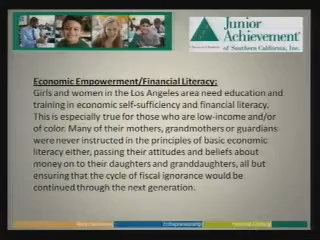 Junior
Achievement®
of Southern California, Inc.
Economic Empowerment/Financial Literacy:
Girls and women in the Los Angeles area need education and
training in economic self-sufficiency and financial literacy.
This is especially true for those who are low-income and/or
of color. Many of their mothers, grandmothers or guardians
were never instructed in the principles of basic economic
literacy either, passing their attitudes and beliefs about
money on to their daughters and granddaughters, all but
ensuring that the cycle of fiscal ignorance would be
continued through the next generation.
Entrepreneurship